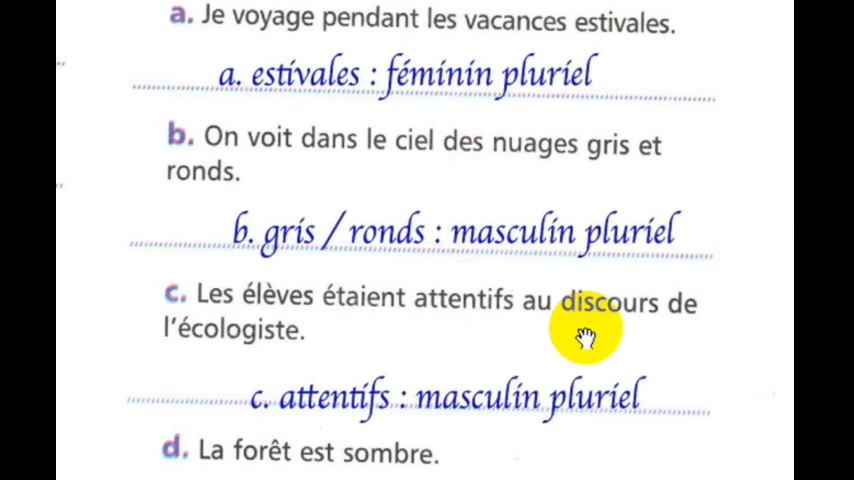 a. Je voyage pendant les vacances estivales.
a. estivales : féminin pluriel
b. On voit dans le ciel des nuages gris et
ronds.
b. gris / ronds : masculin pluriel
c. Les élèves étaient attentifs au discours de
l'écologiste.
c. attentifs : masculin pluriel
d. La forêt est sombre.